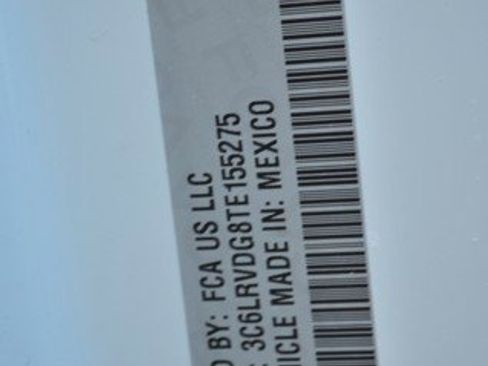 D BY: FCA US LLC
3C6LRVDG8TE155275
ICLE MADE IN: MEXICO